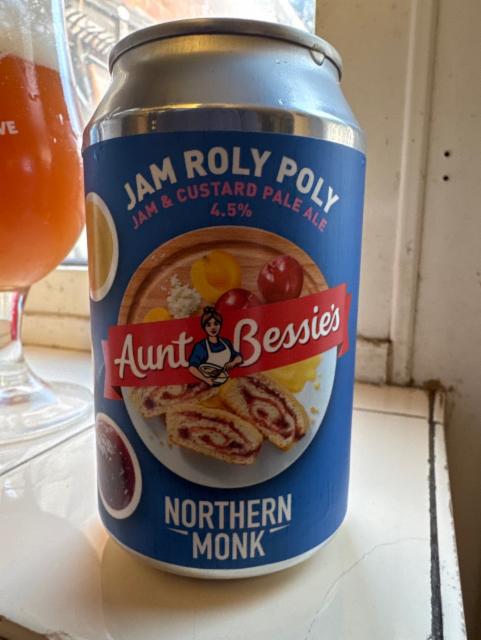 JAM ROLY POLY
JAM & CUSTARD PALE ALE
4.5%
Aunt Bessie's
NORTHERN
MONK